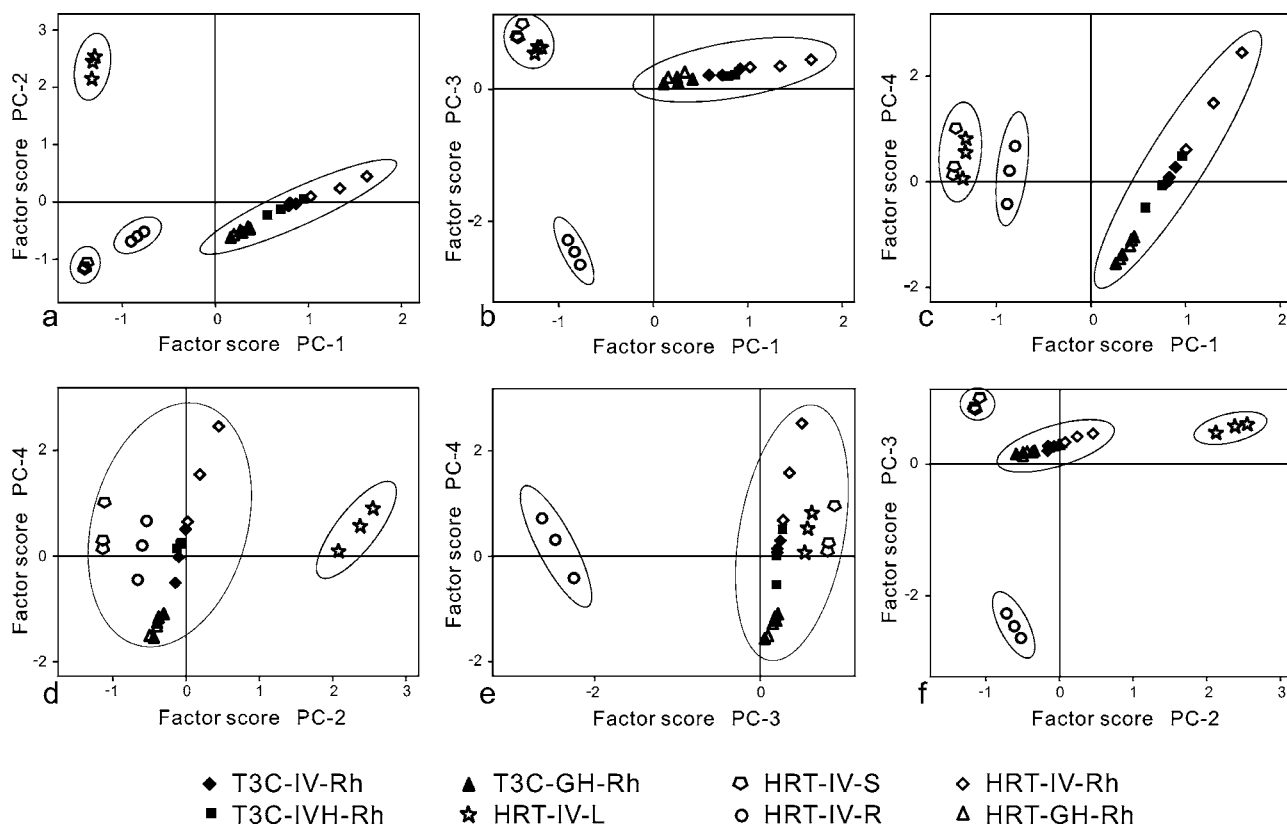 3
2
1
0
-1
Factor score PC-2
a
-1
0
1
2
Factor score PC-1
1
0
-2
Factor score PC-3
b
-1
0
1
2
Factor score PC-1
2
0
-2
Factor score PC-4
c
-1
0
1
2
Factor score PC-1
2
0
-2
Factor score PC-4
d
-1
0
1
2
3
Factor score PC-2
2
0
-2
Factor score PC-4
e
-2
0
Factor score PC-3
1
0
-2
Factor score PC-3
f
-1
0
1
2
3
Factor score PC-2
T3C-IV-Rh
T3C-GH-Rh
HRT-IV-S
HRT-IV-Rh
T3C-IVH-Rh
HRT-IV-L
HRT-IV-R
HRT-GH-Rh